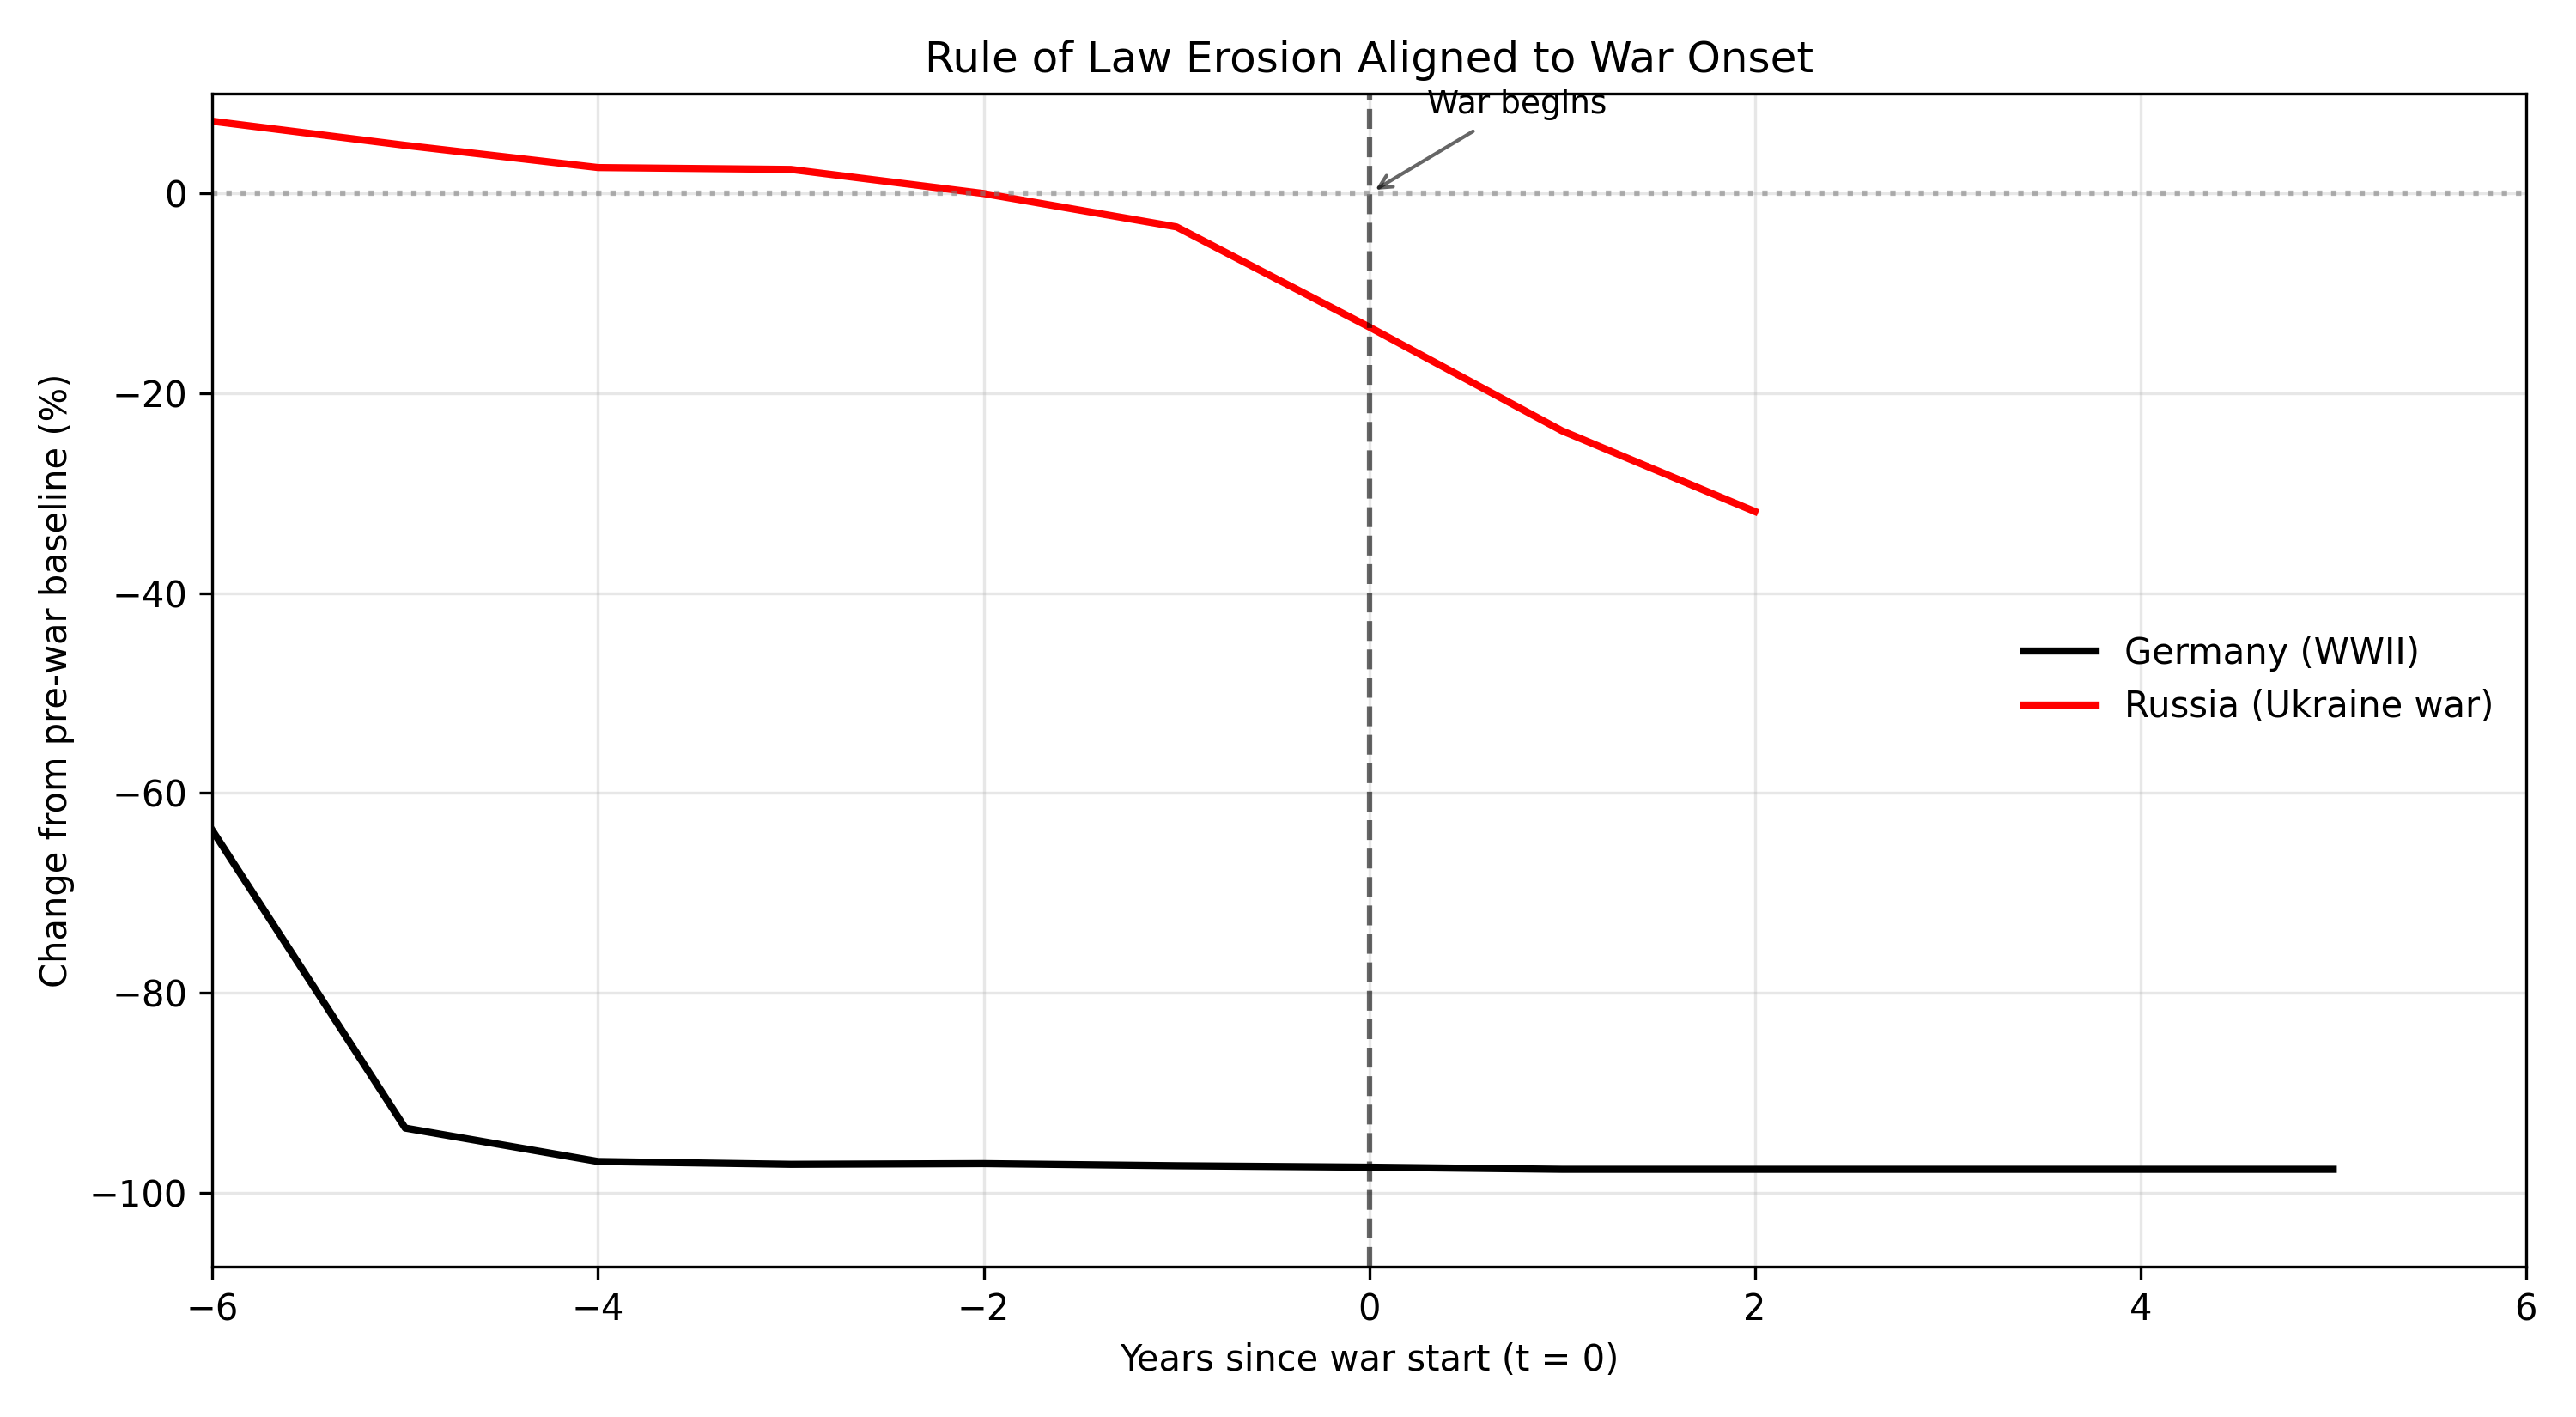 Rule of Law Erosion Aligned to War Onset
War begins
Change from pre-war baseline (%)
0
−20
−40
−60
−80
−100
Germany (WWII)
Russia (Ukraine war)
−6
−4
−2
0
2
4
6
Years since war start (t = 0)